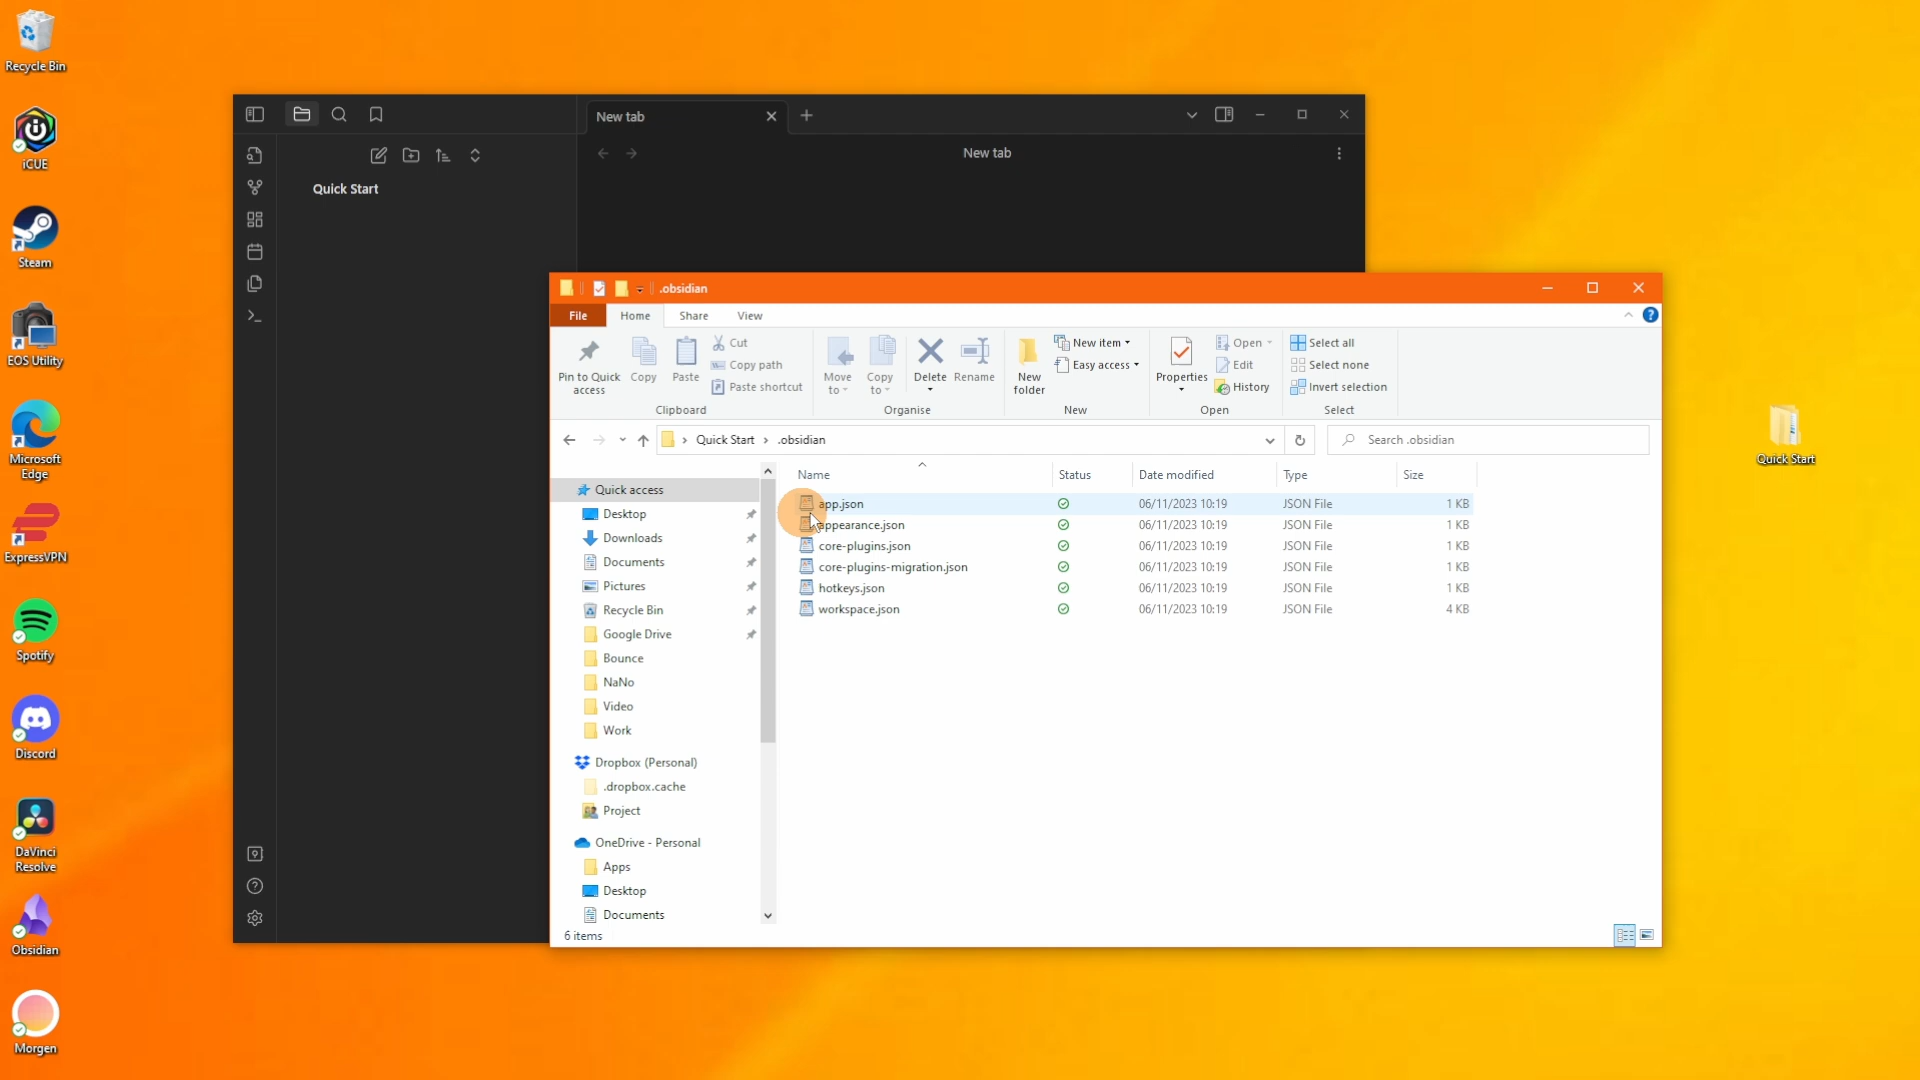 Recycle Bin
iCUE
Steam
EOS Utility
Microsoft
Edge
ExpressVPN
Spotify
Discord
DaVinci
Resolve
Obsidian
Morgen
New tab
New tab
Quick Start
.obsidian
File Home Share View
Pin to Quick
access
Copy
Paste
Cut
Copy path
Paste shortcut
Clipboard
Move
to
Copy
to
Delete
Rename
Organise
New
folder
New item
Easy access
New
Properties
Open
Edit
History
Open
Select all
Select none
Invert selection
Select
Quick Start > .obsidian
Search .obsidian
Quick access
Desktop
Downloads
Documents
Pictures
Recycle Bin
Google Drive
Bounce
NaNo
Video
Work
Dropbox (Personal)
.dropbox.cache
Project
OneDrive - Personal
Apps
Desktop
Documents
6 items
Name Status Date modified Type Size
app.json 06/11/2023 10:19 JSON File 1 KB
appearance.json 06/11/2023 10:19 JSON File 1 KB
core-plugins.json 06/11/2023 10:19 JSON File 1 KB
core-plugins-migration.json 06/11/2023 10:19 JSON File 1 KB
hotkeys.json 06/11/2023 10:19 JSON File 1 KB
workspace.json 06/11/2023 10:19 JSON File 4 KB
Quick Start